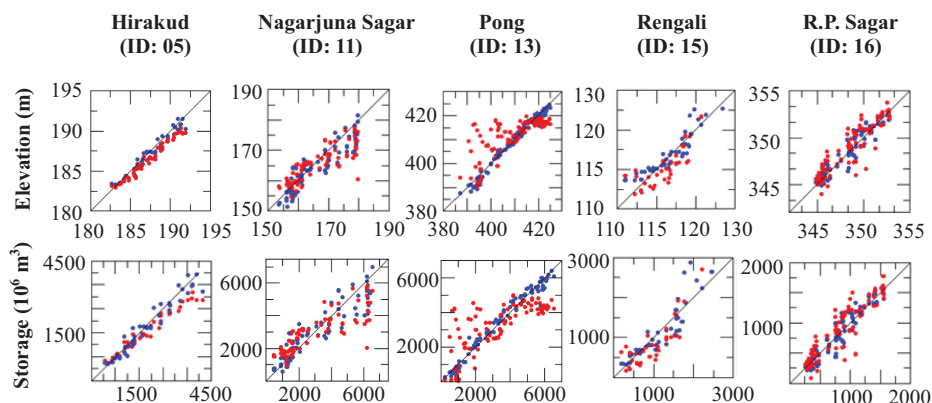 Hirakud Nagarjuna Sagar Pong Rengali R.P. Sagar
(ID: 05) (ID: 11) (ID: 13) (ID: 15) (ID: 16)
Elevation (m)
195 190 185 180
180 185 190 195
190 170 150
150 170 190
420 400 380
380 400 420
130 125 120 115 110
110 115 120 125 130
355 350 345
345 350 355
Storage (10⁶ m³)
4500 1500
1500 4500
6000 2000
2000 6000
6000 2000
2000 6000
3000 1000
1000 3000
2000 1000
1000 2000